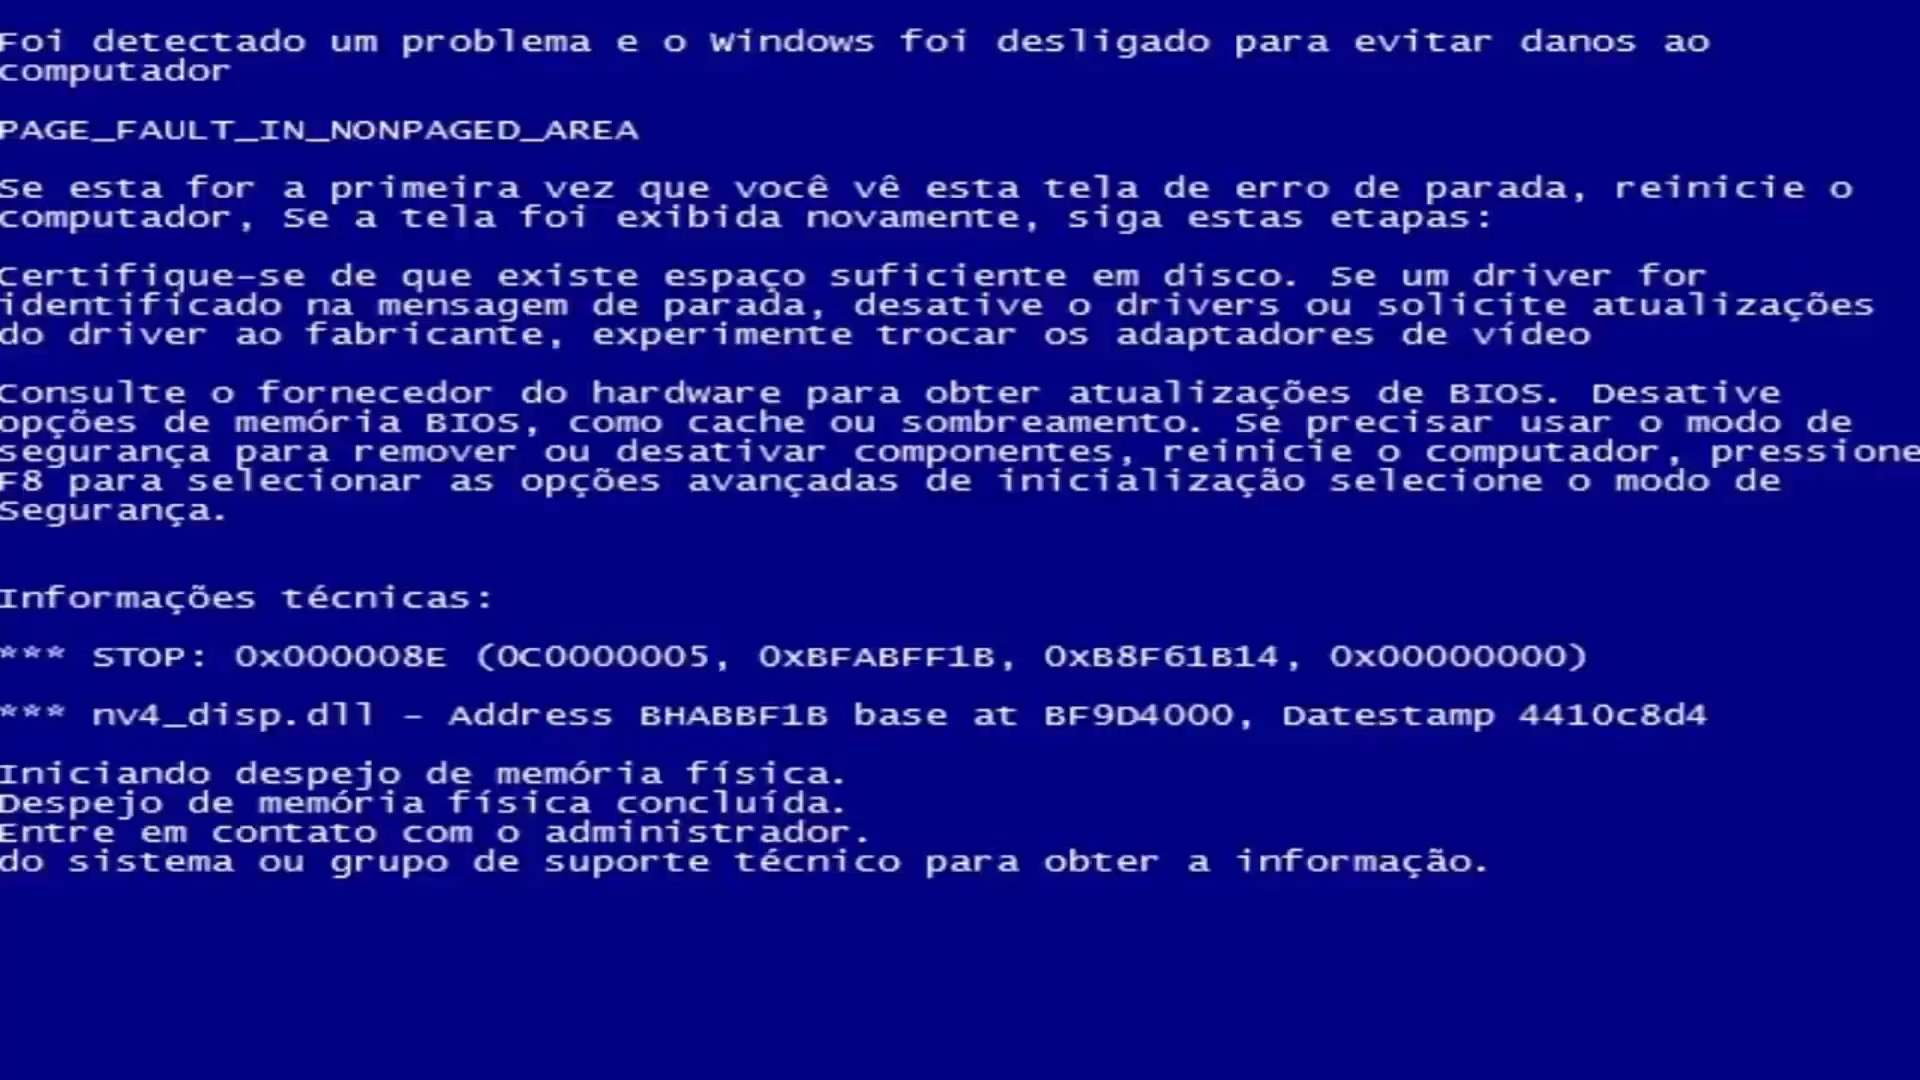 Foi detectado um problema e o Windows foi desligado para evitar danos ao
computador
PAGE_FAULT_IN_NONPAGED_AREA
Se esta for a primeira vez que você vê esta tela de erro de parada, reinicie o
computador, Se a tela foi exibida novamente, siga estas etapas:
Certifique-se de que existe espaço suficiente em disco. Se um driver for
identificado na mensagem de parada, desative o drivers ou solicite atualizações
do driver ao fabricante, experimente trocar os adaptadores de vídeo
Consulte o fornecedor do hardware para obter atualizações de BIOS. Desative
opções de memória BIOS, como cache ou sombreamento. Se precisar usar o modo de
segurança para remover ou desativar componentes, reinicie o computador, pressione
F8 para selecionar as opções avançadas de inicialização selecione o modo de
Segurança.
Informações técnicas:
*** STOP: 0x000008E (0C0000005, 0xBFABFF1B, 0xB8F61B14, 0x00000000)
*** nv4_disp.dll - Address BHABBF1B base at BF9D4000, Datestamp 4410c8d4
Iniciando despejo de memória física.
Despejo de memória física concluída.
Entre em contato com o administrador.
do sistema ou grupo de suporte técnico para obter a informação.